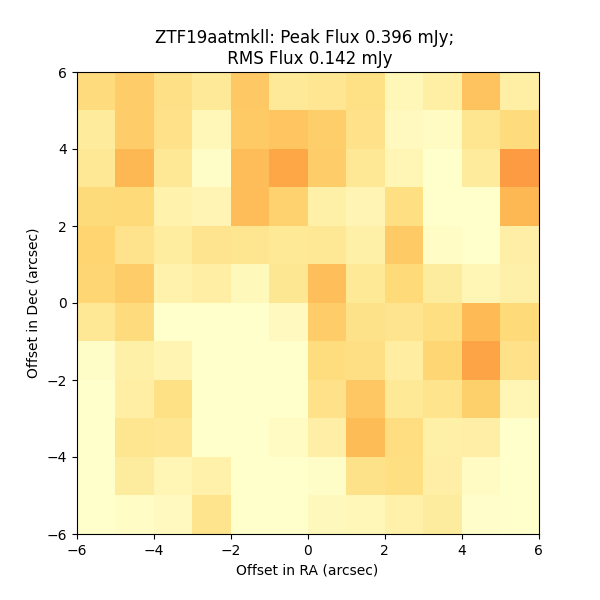 ZTF19aatmkll: Peak Flux 0.396 mJy;
RMS Flux 0.142 mJy
6
4
2
0
−2
−4
−6
Offset in Dec (arcsec)
−6 −4 −2 0 2 4 6
Offset in RA (arcsec)